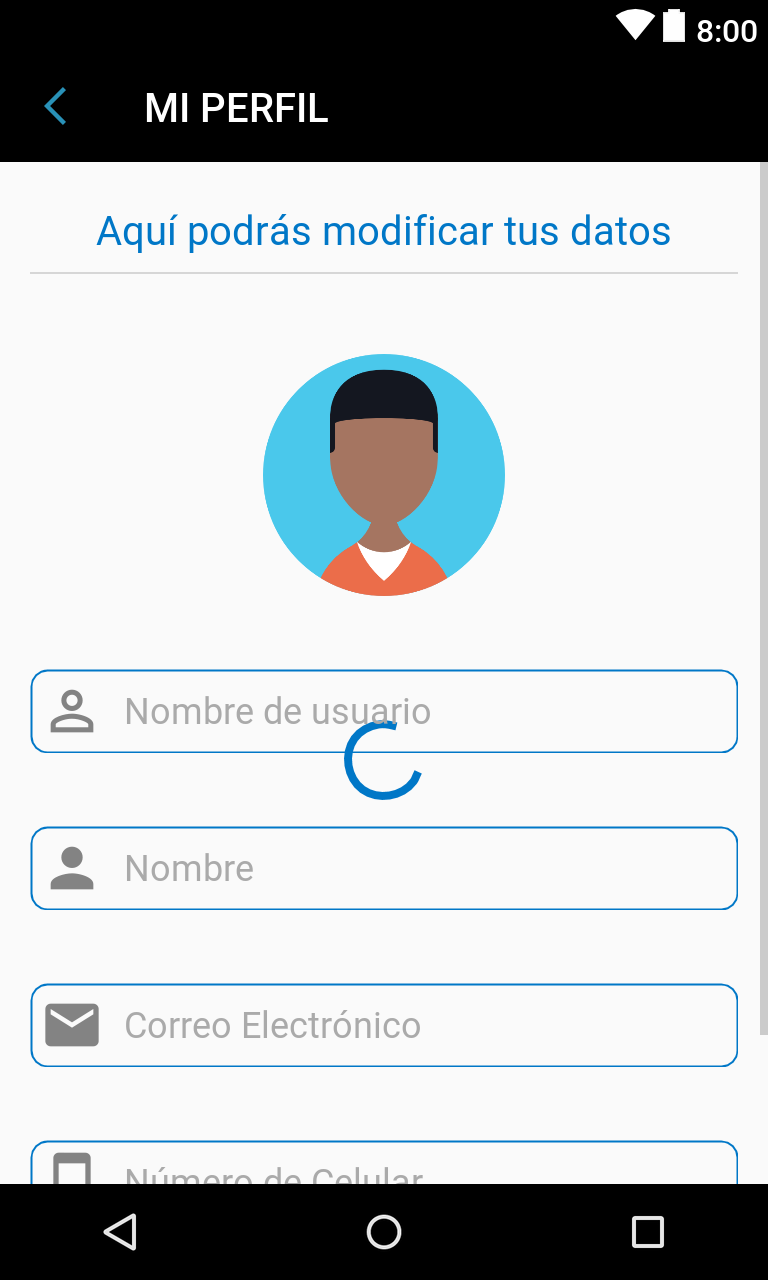 8:00
MI PERFIL
Aquí podrás modificar tus datos
Nombre de usuario
Nombre
Correo Electrónico
Número de Celular